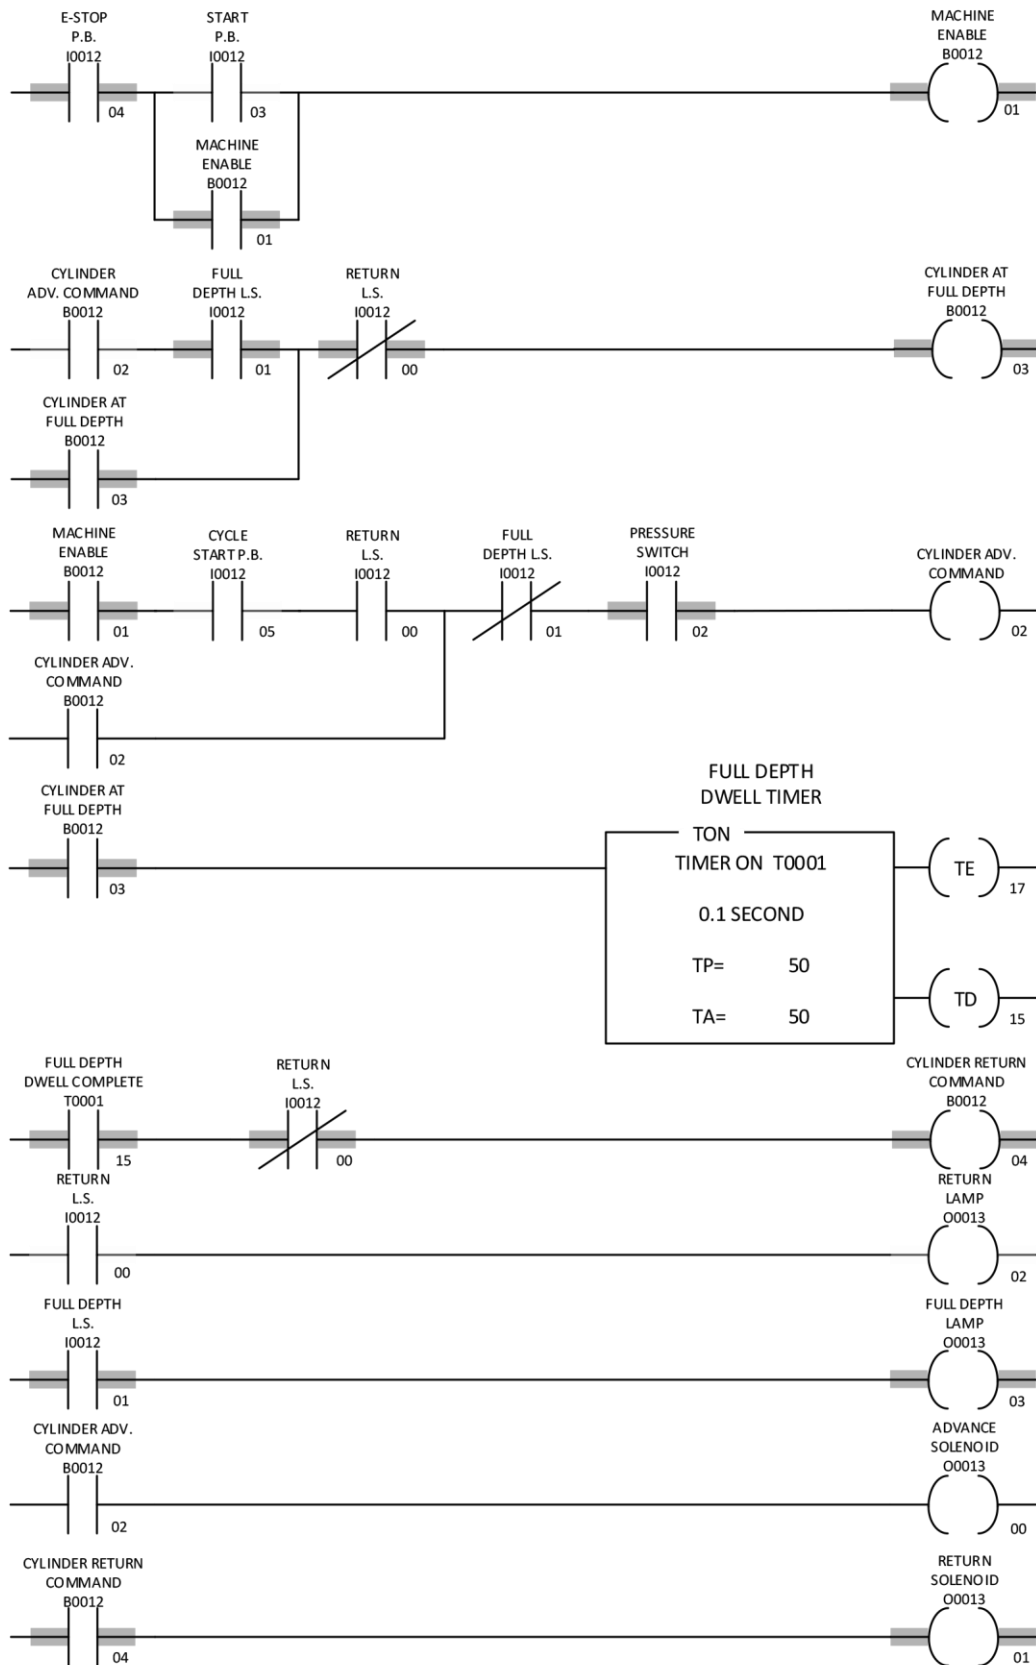 E-STOP
P.B.
I0012
04
START
P.B.
I0012
03
MACHINE
ENABLE
B0012
01
MACHINE
ENABLE
B0012
01
CYLINDER
ADV. COMMAND
B0012
02
FULL
DEPTH L.S.
I0012
01
RETURN
L.S.
I0012
00
CYLINDER AT
FULL DEPTH
B0012
03
CYLINDER AT
FULL DEPTH
B0012
03
MACHINE
ENABLE
B0012
01
CYCLE
START P.B.
I0012
05
RETURN
L.S.
I0012
00
FULL
DEPTH L.S.
I0012
01
PRESSURE
SWITCH
I0012
02
CYLINDER ADV.
COMMAND
02
CYLINDER ADV.
COMMAND
B0012
02
CYLINDER AT
FULL DEPTH
B0012
03
FULL DEPTH
DWELL TIMER
TON
TIMER ON T0001
0.1 SECOND
TP= 50
TA= 50
TE
17
TD
15
FULL DEPTH
DWELL COMPLETE
T0001
15
RETURN
L.S.
I0012
00
CYLINDER RETURN
COMMAND
B0012
04
RETURN
L.S.
I0012
00
RETURN
LAMP
O0013
02
FULL DEPTH
L.S.
I0012
01
FULL DEPTH
LAMP
O0013
03
CYLINDER ADV.
COMMAND
B0012
02
ADVANCE
SOLENOID
O0013
00
CYLINDER RETURN
COMMAND
B0012
04
RETURN
SOLENOID
O0013
01